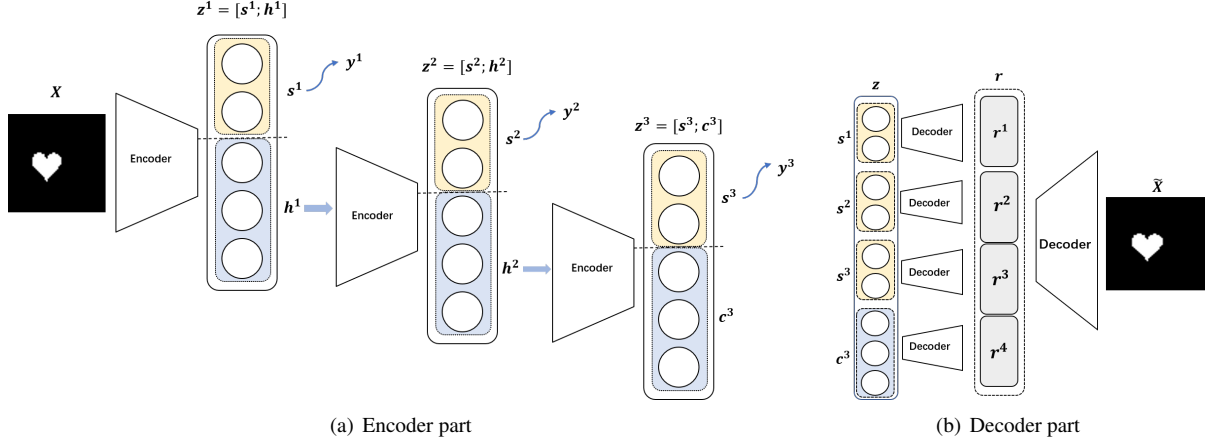 X
Encoder
z¹ = [s¹; h¹]
s¹
y¹
h¹
Encoder
z² = [s²; h²]
s²
y²
h²
Encoder
z³ = [s³; c³]
s³
y³
c³
(a) Encoder part
z
r
s¹
Decoder
r¹
s²
Decoder
r²
s³
Decoder
r³
c³
Decoder
r⁴
Decoder
X̃
(b) Decoder part